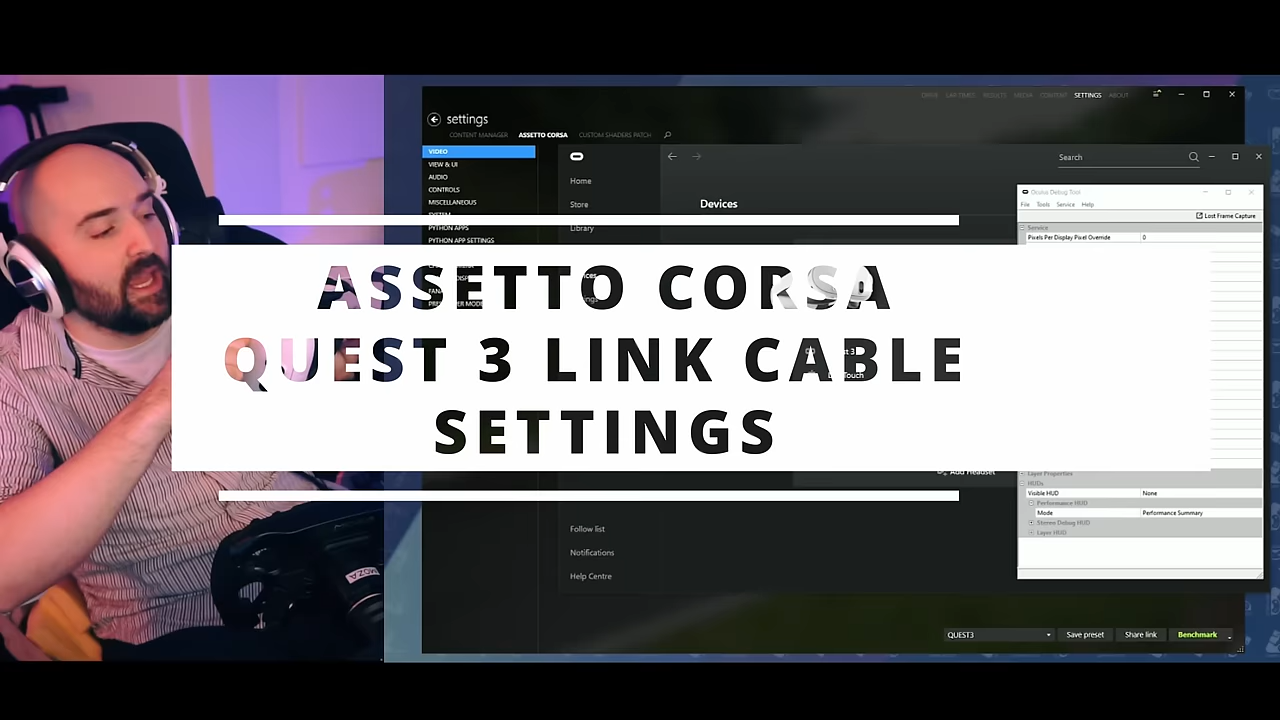 DRIVE LAP TIMES RESULTS MEDIA CONTENT SETTINGS ABOUT
settings
CONTENT MANAGER ASSETTO CORSA CUSTOM SHADERS PATCH
VIDEO
VIEW & UI
AUDIO
CONTROLS
MISCELLANEOUS
SYSTEM
PYTHON APPS
PYTHON APP SETTINGS
Home
Store
Library
Search
Devices
Oculus Debug Tool
File Tools Service Help
Lost Frame Capture
Service
Pixels Per Display Pixel Override 0
ASSETTO CORSA
QUEST 3 LINK CABLE
SETTINGS
Touch
Add Headset
Layer Properties
HUDs
Visible HUD None
Performance HUD
Mode Performance Summary
Stereo Debug HUD
Layer HUD
Follow list
Notifications
Help Centre
QUEST3 Save preset Share link Benchmark